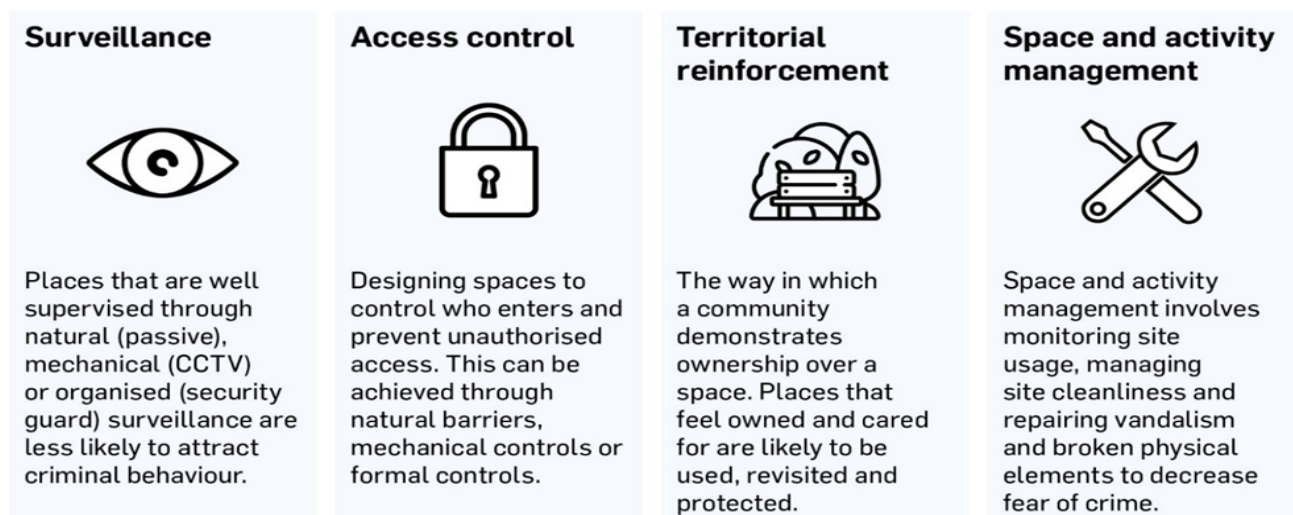 Surveillance
Places that are well
supervised through
natural (passive),
mechanical (CCTV)
or organised (security
guard) surveillance are
less likely to attract
criminal behaviour.
Access control
Designing spaces to
control who enters and
prevent unauthorised
access. This can be
achieved through
natural barriers,
mechanical controls or
formal controls.
Territorial
reinforcement
The way in which
a community
demonstrates
ownership over a
space. Places that
feel owned and cared
for are likely to be
used, revisited and
protected.
Space and activity
management
Space and activity
management involves
monitoring site
usage, managing
site cleanliness and
repairing vandalism
and broken physical
elements to decrease
fear of crime.